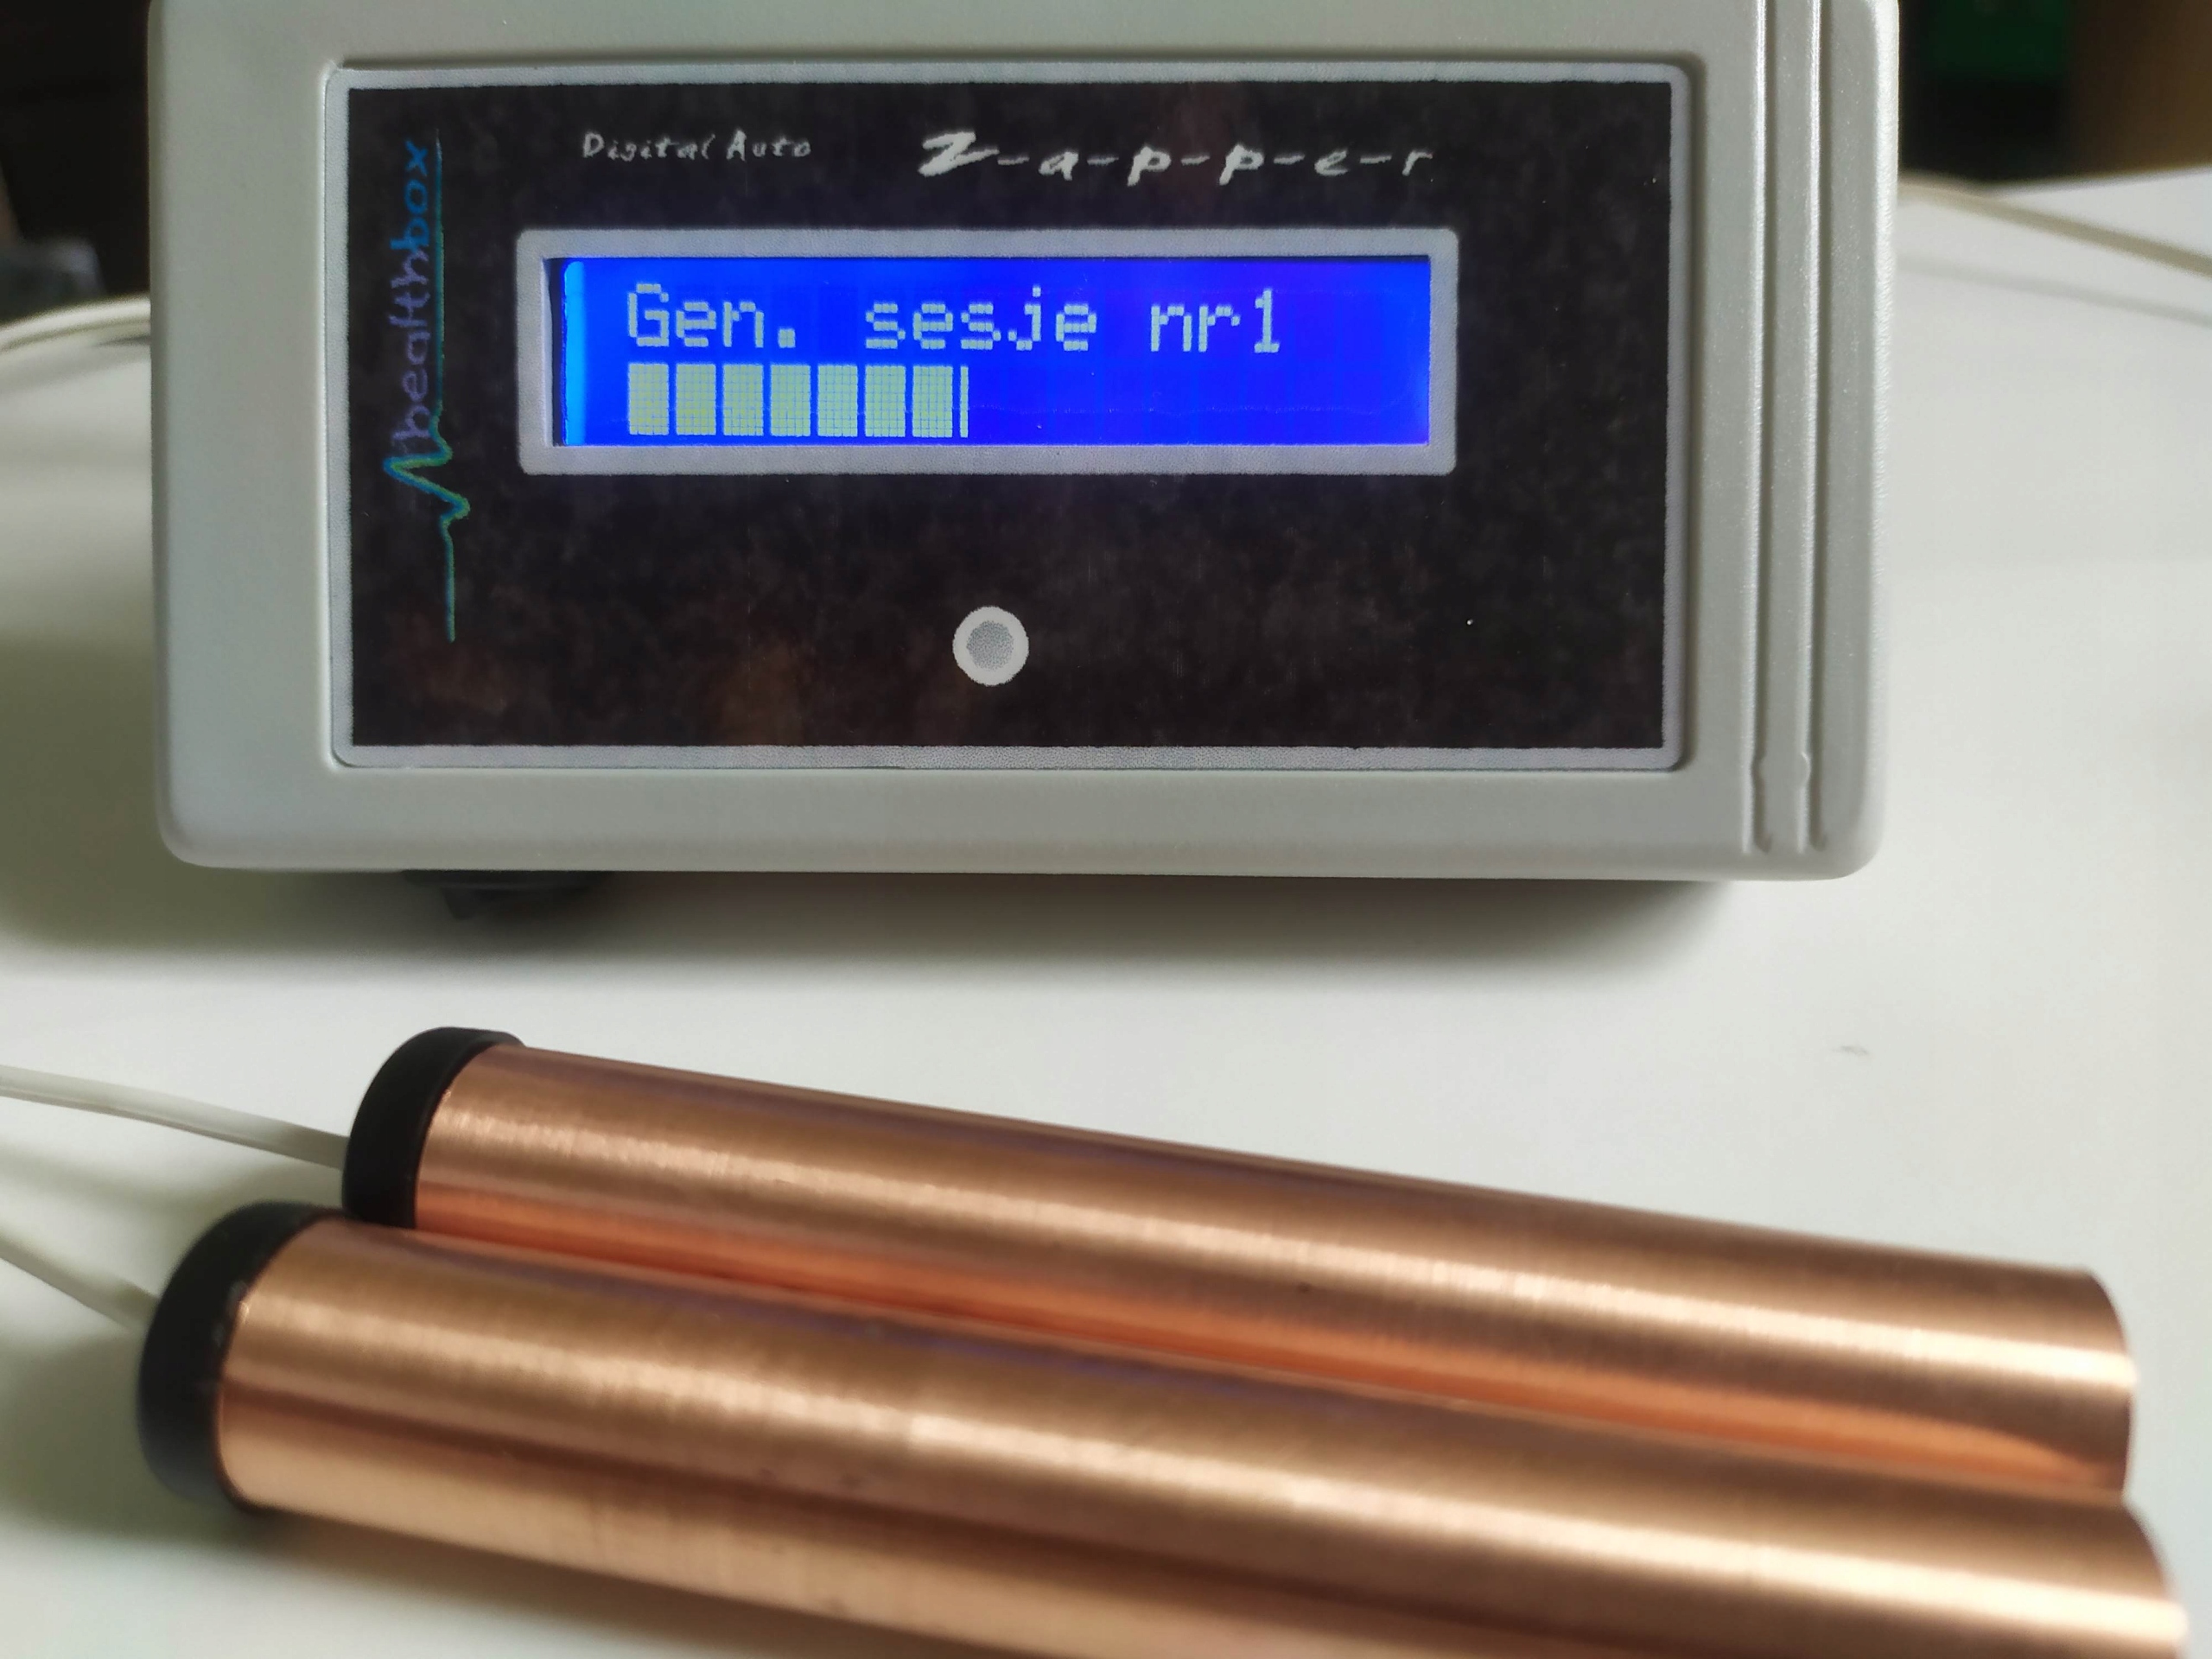 Digital Auto Z-a-p-p-e-r
healthbox
Gen. sesje nr1